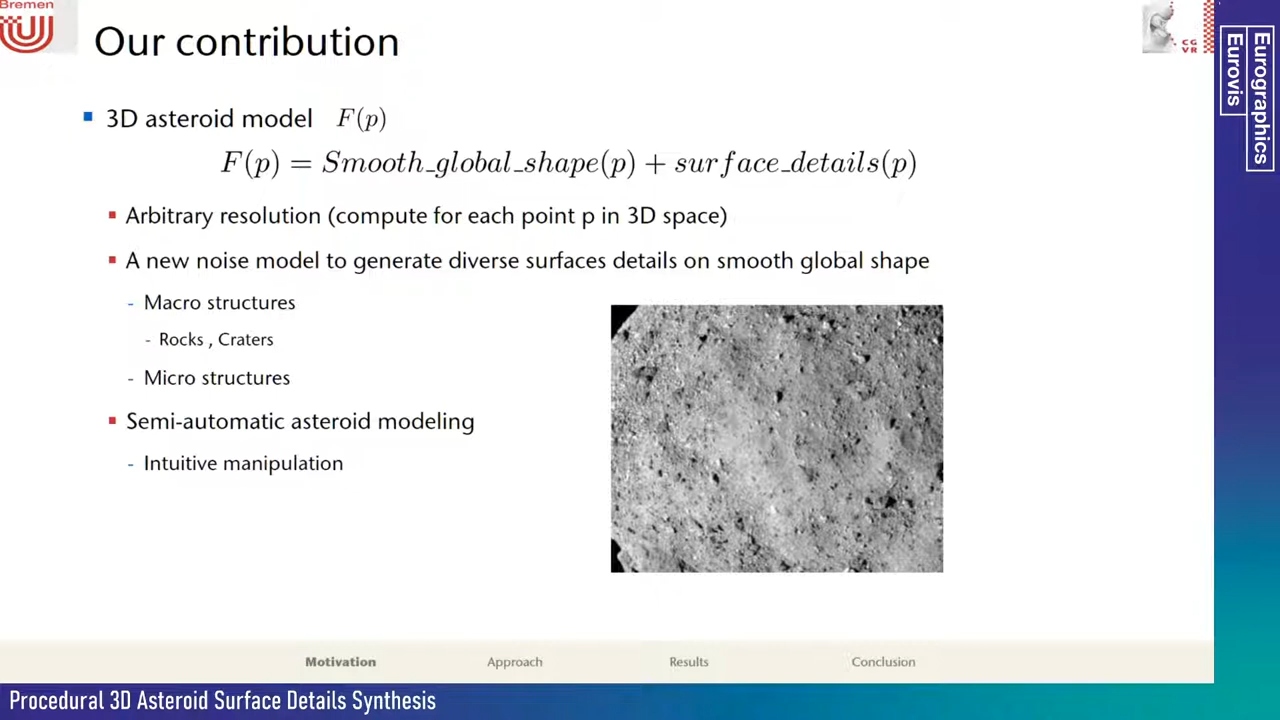 Bremen
Our contribution
CG
VR
Eurographics
Eurovis
3D asteroid model F(p)
F(p) = Smooth_global_shape(p) + surface_details(p)
Arbitrary resolution (compute for each point p in 3D space)
A new noise model to generate diverse surfaces details on smooth global shape
- Macro structures
- Rocks , Craters
- Micro structures
Semi-automatic asteroid modeling
- Intuitive manipulation
Motivation Approach Results Conclusion
Procedural 3D Asteroid Surface Details Synthesis